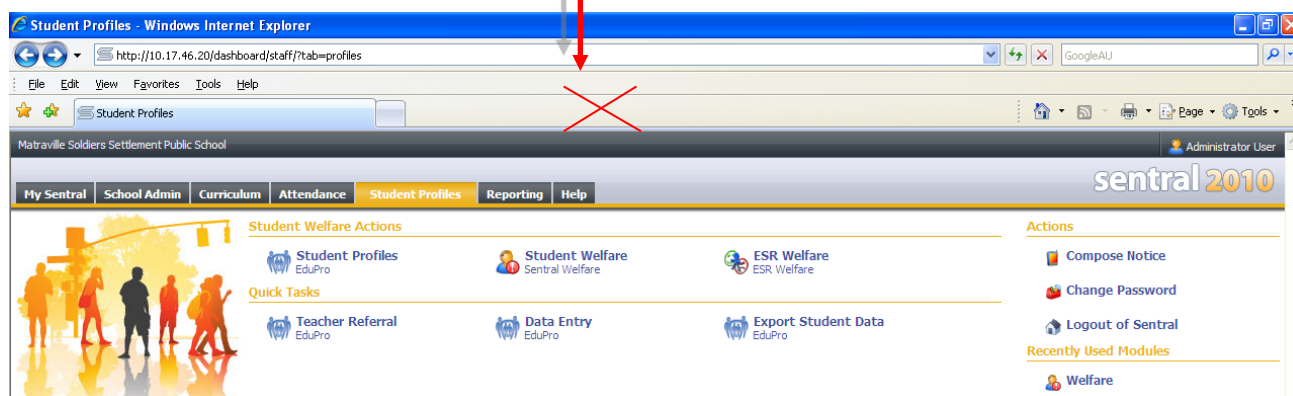 Student Profiles - Windows Internet Explorer
http://10.17.46.20/dashboard/staff/?tab=profiles
GoogleAU
File Edit View Favorites Tools Help
Student Profiles
Page Tools
Matraville Soldiers Settlement Public School
Administrator User
sentral 2010
My Sentral School Admin Curriculum Attendance Student Profiles Reporting Help
Student Welfare Actions
Student Profiles
EduPro
Student Welfare
Sentral Welfare
ESR Welfare
ESR Welfare
Quick Tasks
Teacher Referral
EduPro
Data Entry
EduPro
Export Student Data
EduPro
Actions
Compose Notice
Change Password
Logout of Sentral
Recently Used Modules
Welfare